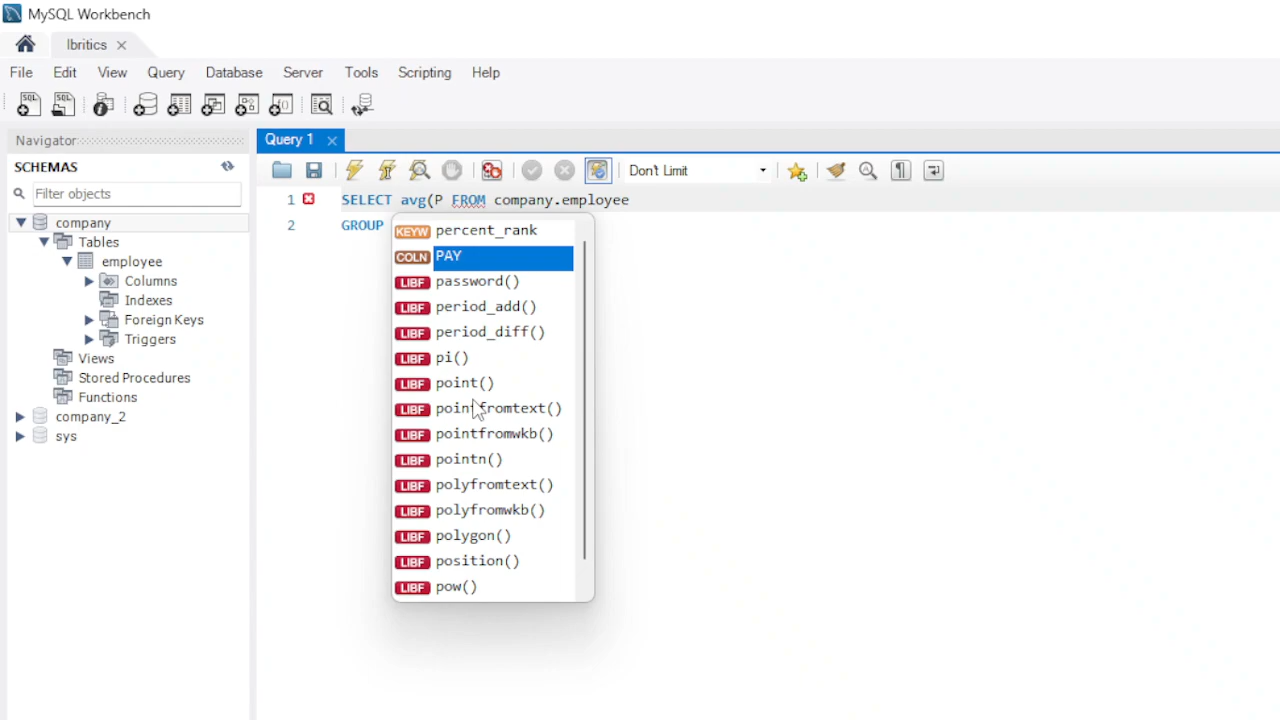 MySQL Workbench
lbritics
File Edit View Query Database Server Tools Scripting Help
SQL SQL
Navigator
Query 1
SCHEMAS
Don't Limit
Filter objects
1 SELECT avg(P FROM company.employee
2 GROUP
company
Tables
employee
Columns
Indexes
Foreign Keys
Triggers
Views
Stored Procedures
Functions
company_2
sys
KEYW percent_rank
COLN PAY
LIBF password()
LIBF period_add()
LIBF period_diff()
LIBF pi()
LIBF point()
LIBF pointfromtext()
LIBF pointfromwkb()
LIBF pointn()
LIBF polyfromtext()
LIBF polyfromwkb()
LIBF polygon()
LIBF position()
LIBF pow()